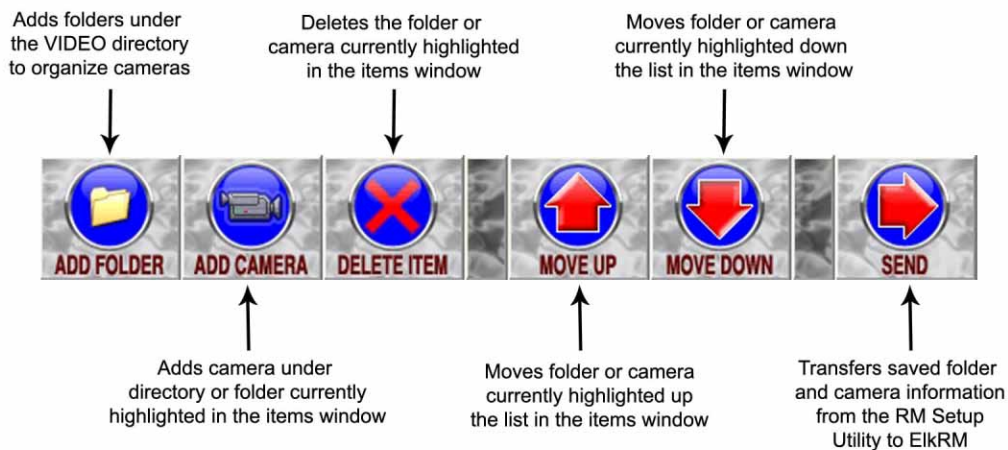 Adds folders under
the VIDEO directory
to organize cameras
Deletes the folder or
camera currently highlighted
in the items window
Moves folder or camera
currently highlighted down
the list in the items window
ADD FOLDER
ADD CAMERA
DELETE ITEM
MOVE UP
MOVE DOWN
SEND
Adds camera under
directory or folder currently
highlighted in the items window
Moves folder or camera
currently highlighted up
the list in the items window
Transfers saved folder
and camera information
from the RM Setup
Utility to ElkRM